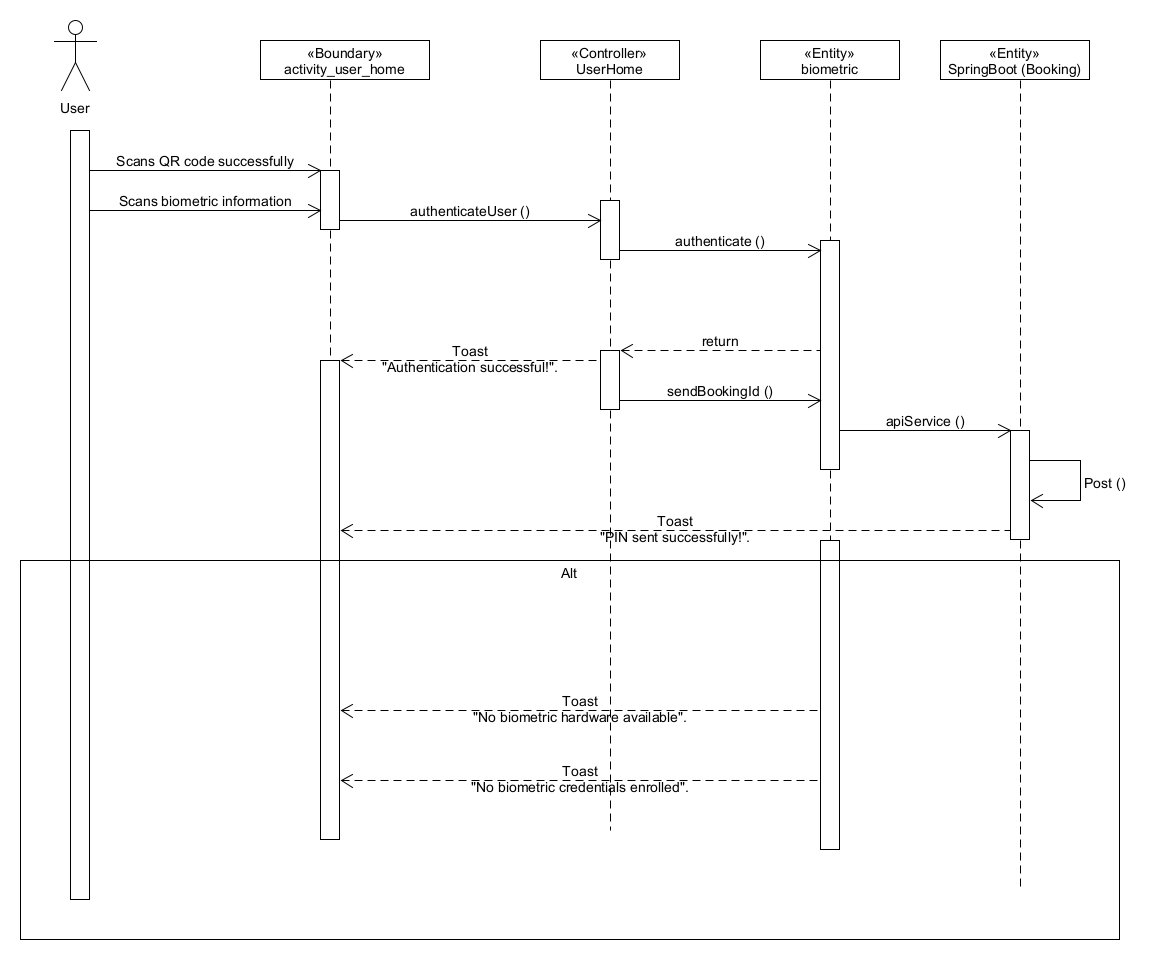 «Boundary»
activity_user_home
«Controller»
UserHome
«Entity»
biometric
«Entity»
SpringBoot (Booking)
User
Scans QR code successfully
Scans biometric information
authenticateUser ()
authenticate ()
return
Toast
"Authentication successful!".
sendBookingId ()
apiService ()
Post ()
Toast
"PIN sent successfully!".
Alt
Toast
"No biometric hardware available".
Toast
"No biometric credentials enrolled".